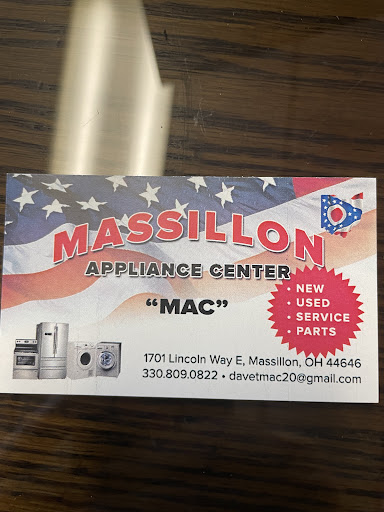 MASSILLON
APPLIANCE CENTER
"MAC"
• NEW
• USED
• SERVICE
• PARTS
1701 Lincoln Way E, Massillon, OH 44646
330.809.0822 • davetmac20@gmail.com